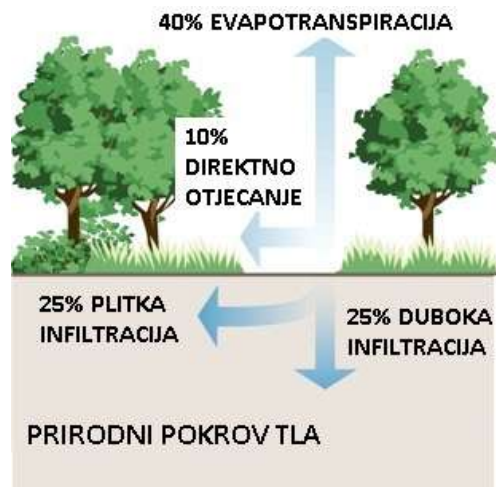 40% EVAPOTRANSPIRACIJA
10%
DIREKTNO
OTJECANJE
25% PLITKA
INFILTRACIJA
25% DUBOKA
INFILTRACIJA
PRIRODNI POKROV TLA